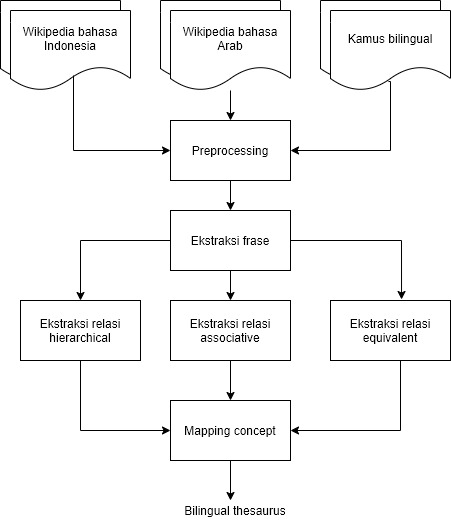 Wikipedia bahasa
Indonesia
Wikipedia bahasa
Arab
Kamus bilingual
Preprocessing
Ekstraksi frase
Ekstraksi relasi
hierarchical
Ekstraksi relasi
associative
Ekstraksi relasi
equivalent
Mapping concept
Bilingual thesaurus